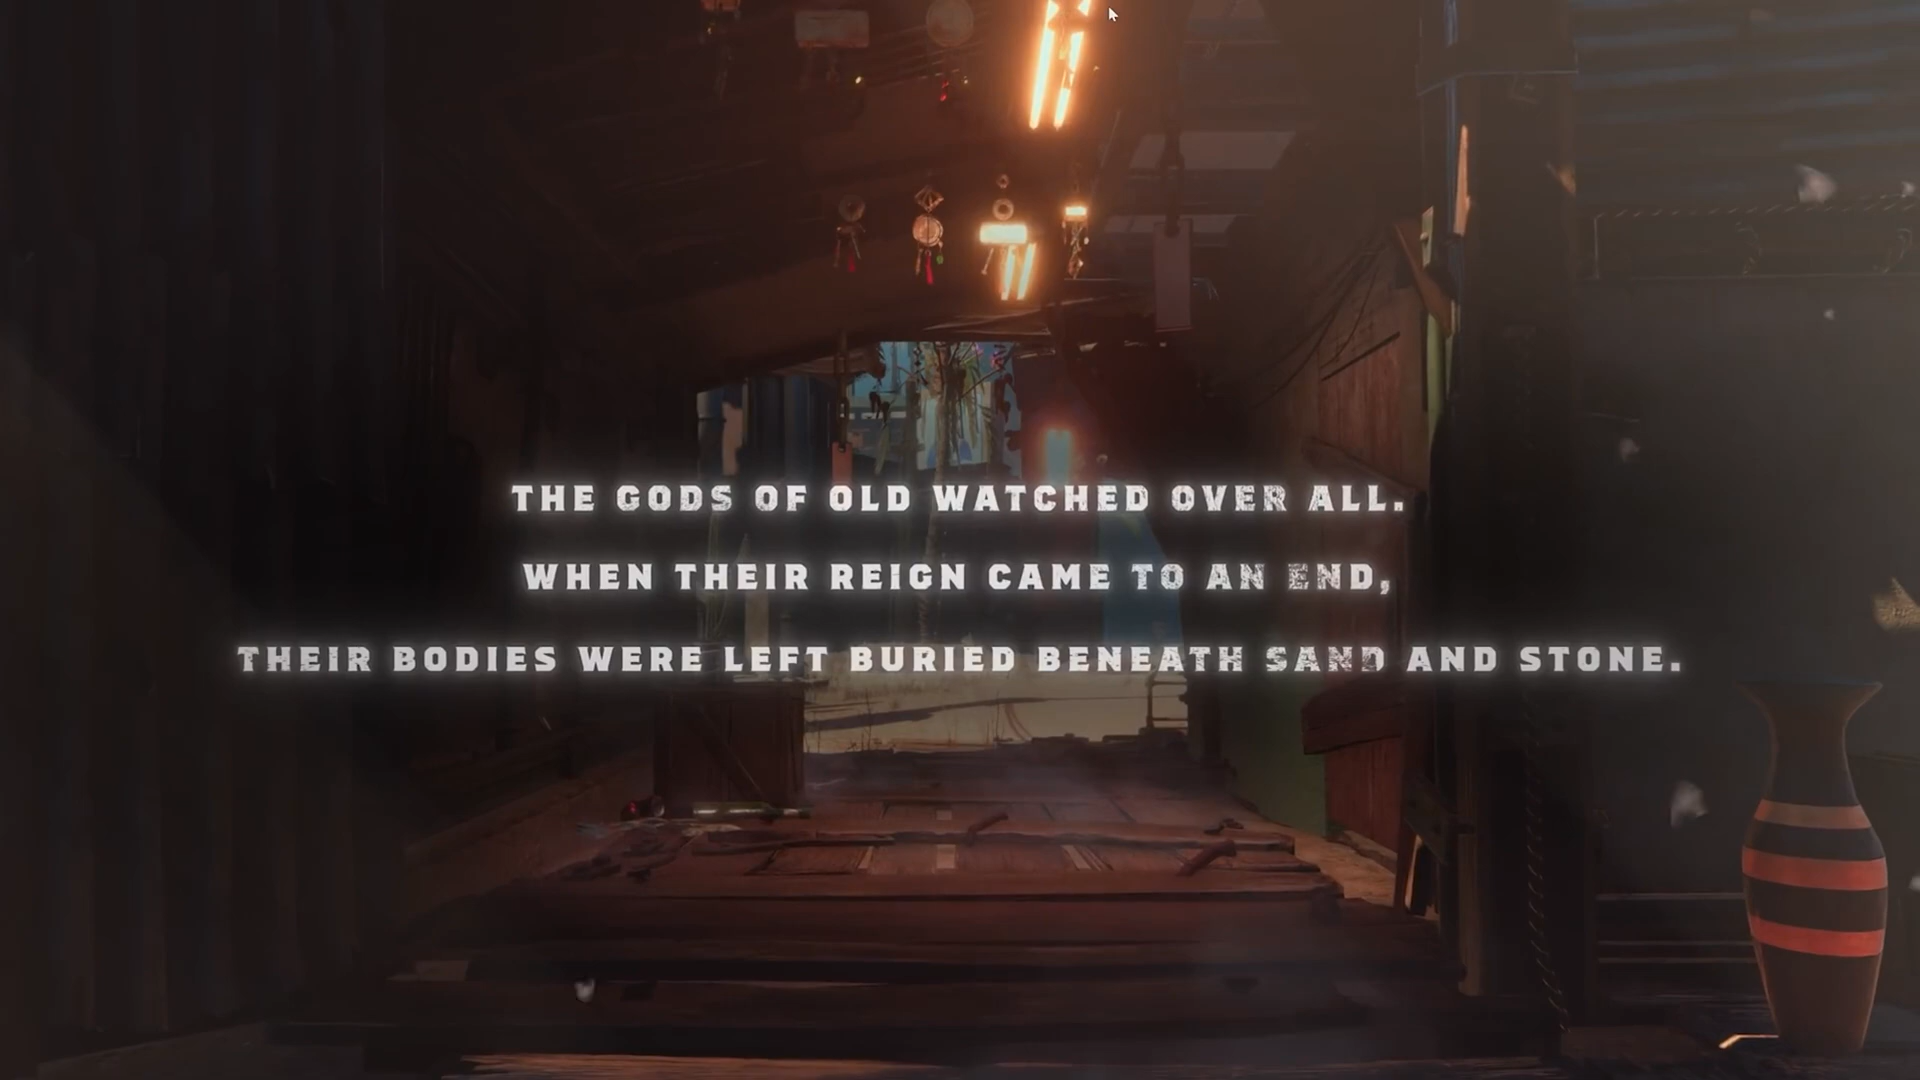 THE GODS OF OLD WATCHED OVER ALL.
WHEN THEIR REIGN CAME TO AN END,
THEIR BODIES WERE LEFT BURIED BENEATH SAND AND STONE.